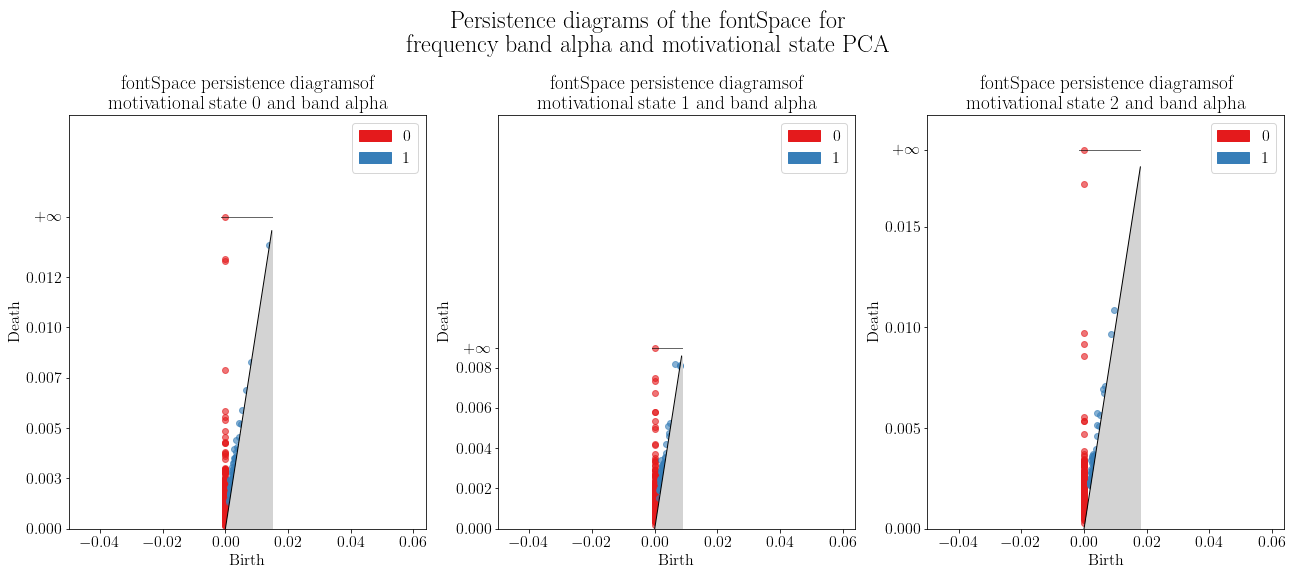 Persistence diagrams of the fontSpace for
frequency band alpha and motivational state PCA
fontSpace persistence diagramsof
motivational state 0 and band alpha
0
1
+∞
0.012
0.010
0.007
0.005
0.003
0.000
Death
−0.04 −0.02 0.00 0.02 0.04 0.06
Birth
fontSpace persistence diagramsof
motivational state 1 and band alpha
0
1
+∞
0.008
0.006
0.004
0.002
0.000
Death
−0.04 −0.02 0.00 0.02 0.04 0.06
Birth
fontSpace persistence diagramsof
motivational state 2 and band alpha
0
1
+∞
0.015
0.010
0.005
0.000
Death
−0.04 −0.02 0.00 0.02 0.04 0.06
Birth